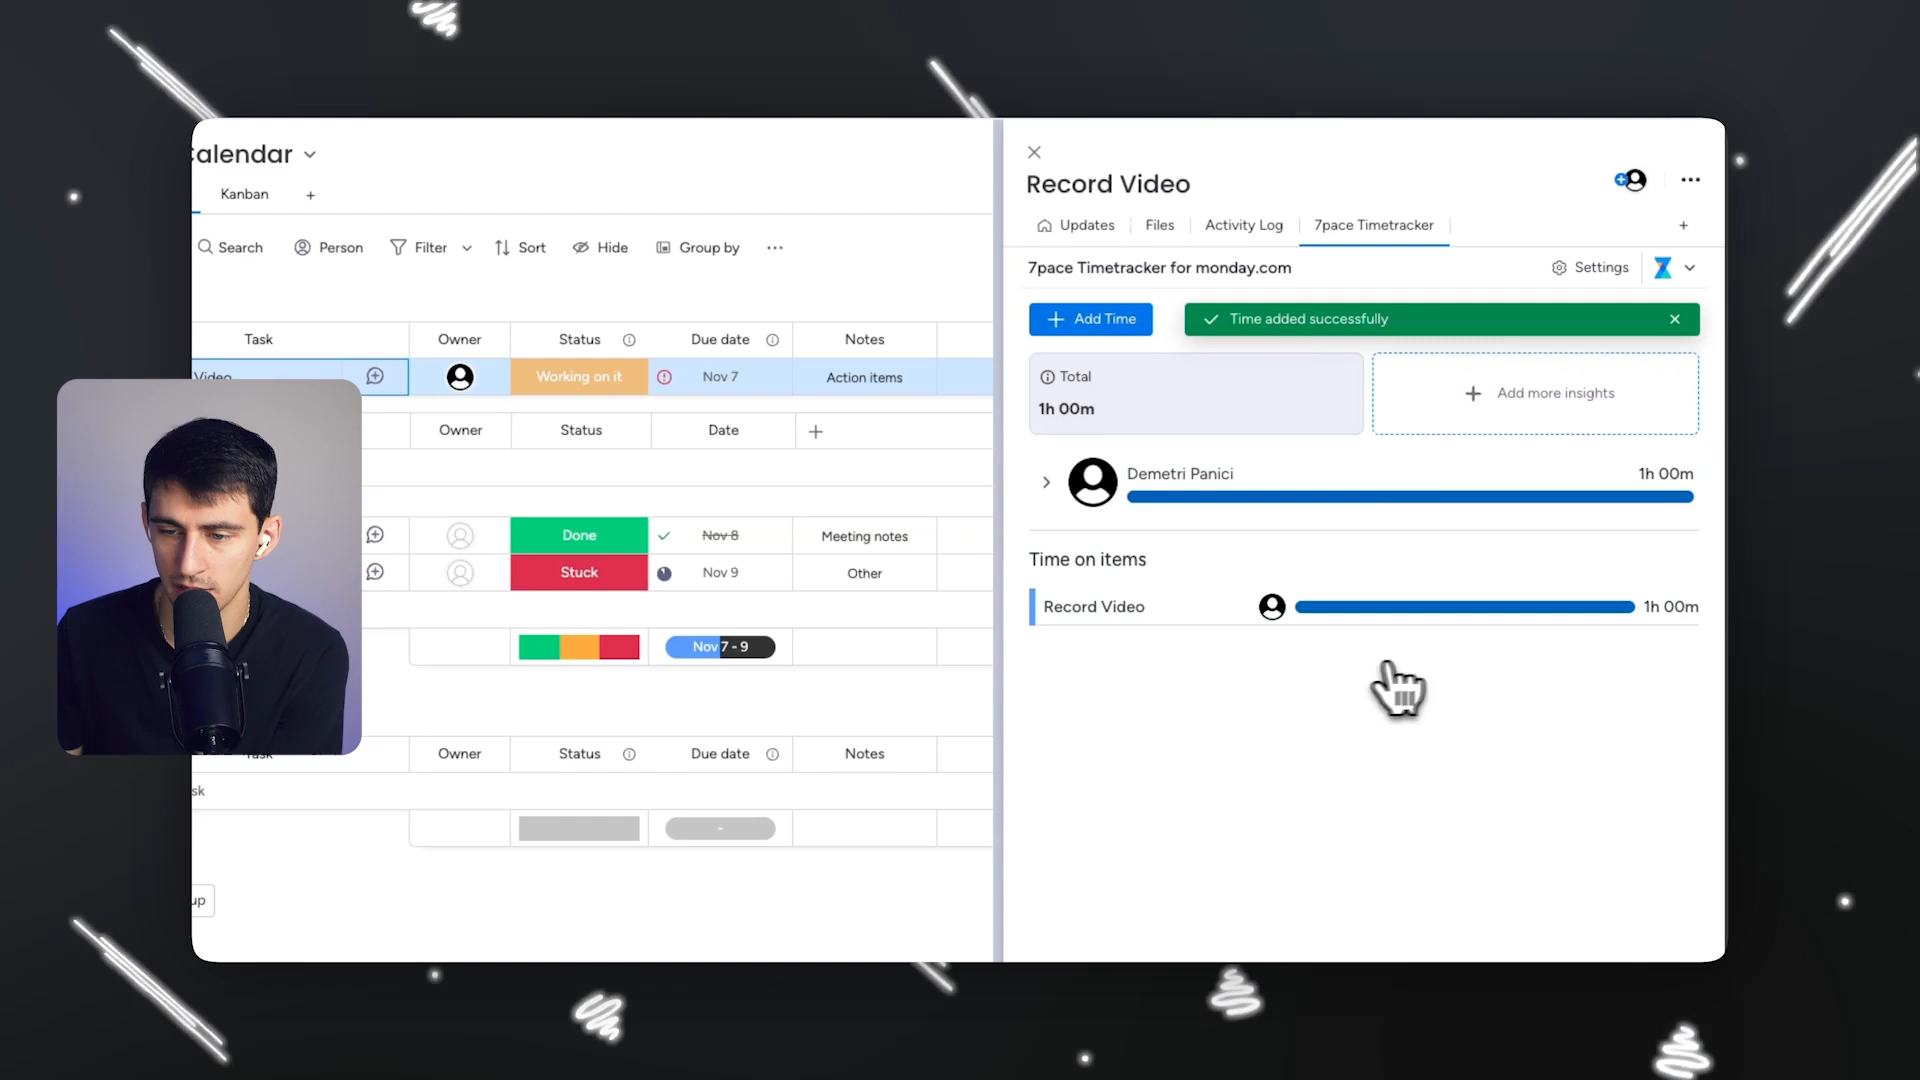 Calendar
Kanban
Search Person Filter Sort Hide Group by
Task Owner Status Due date Notes
Video Working on it Nov 7 Action items
Owner Status Date
Done Nov 8 Meeting notes
Stuck Nov 9 Other
Nov 7 - 9
Task Owner Status Due date Notes
sk
-
up
Record Video
Updates Files Activity Log 7pace Timetracker
7pace Timetracker for monday.com Settings
Add Time Time added successfully
Total
1h 00m
Add more insights
Demetri Panici 1h 00m
Time on items
Record Video 1h 00m